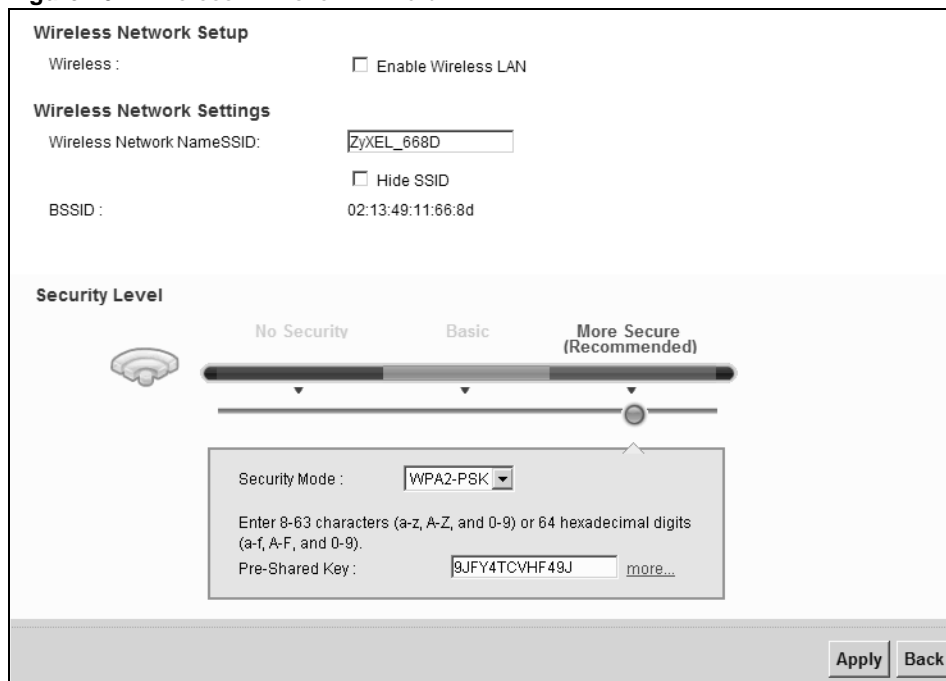 Wireless Network Setup
Wireless : Enable Wireless LAN
Wireless Network Settings
Wireless Network NameSSID: ZyXEL_668D
Hide SSID
BSSID : 02:13:49:11:66:8d
Security Level
No Security Basic More Secure
(Recommended)
Security Mode : WPA2-PSK
Enter 8-63 characters (a-z, A-Z, and 0-9) or 64 hexadecimal digits
(a-f, A-F, and 0-9).
Pre-Shared Key : 9JFY4TCVHF49J more...
Apply Back